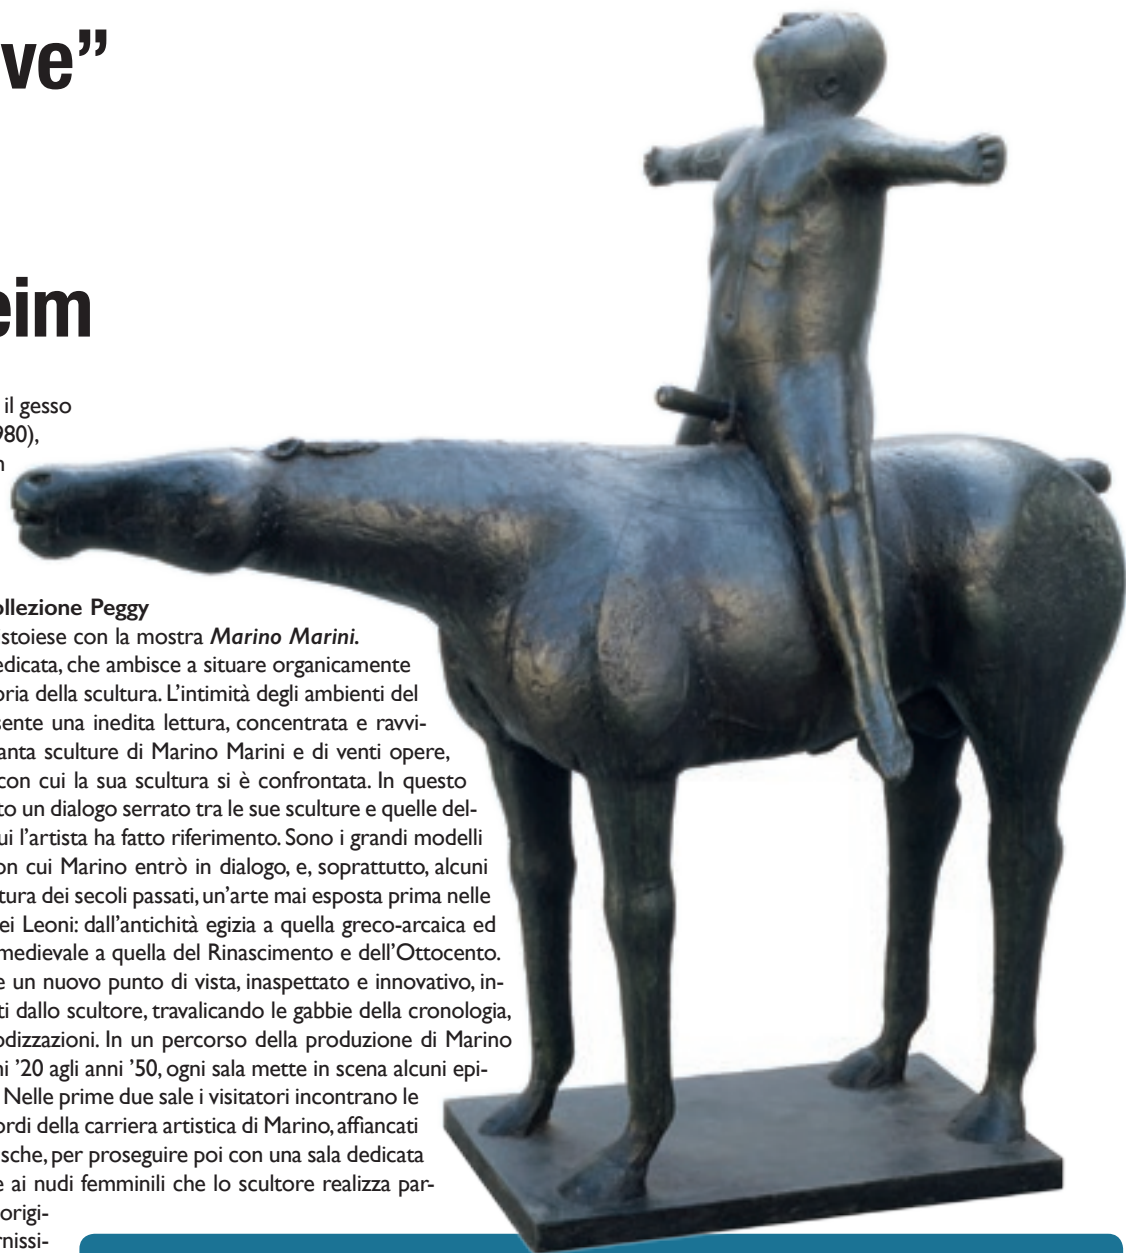 ve”
eim
il gesso
980),
n
ollezione Peggy
stoiese con la mostra Marino Marini.
edicata, che ambisce a situare organicamente
oria della scultura. L’intimità degli ambienti del
sente una inedita lettura, concentrata e ravvi-
anta sculture di Marino Marini e di venti opere,
con cui la sua scultura si è confrontata. In questo
to un dialogo serrato tra le sue sculture e quelle del-
ui l’artista ha fatto riferimento. Sono i grandi modelli
on cui Marino entrò in dialogo, e, soprattutto, alcuni
tura dei secoli passati, un’arte mai esposta prima nelle
ei Leoni: dall’antichità egizia a quella greco-arcaica ed
medievale a quella del Rinascimento e dell’Ottocento.
e un nuovo punto di vista, inaspettato e innovativo, in-
ti dallo scultore, travalicando le gabbie della cronologia,
odizzazioni. In un percorso della produzione di Marino
ni ’20 agli anni ’50, ogni sala mette in scena alcuni epi-
Nelle prime due sale i visitatori incontrano le
ordi della carriera artistica di Marino, affiancati
sche, per proseguire poi con una sala dedicata
e ai nudi femminili che lo scultore realizza par-
origi-
rnissi-